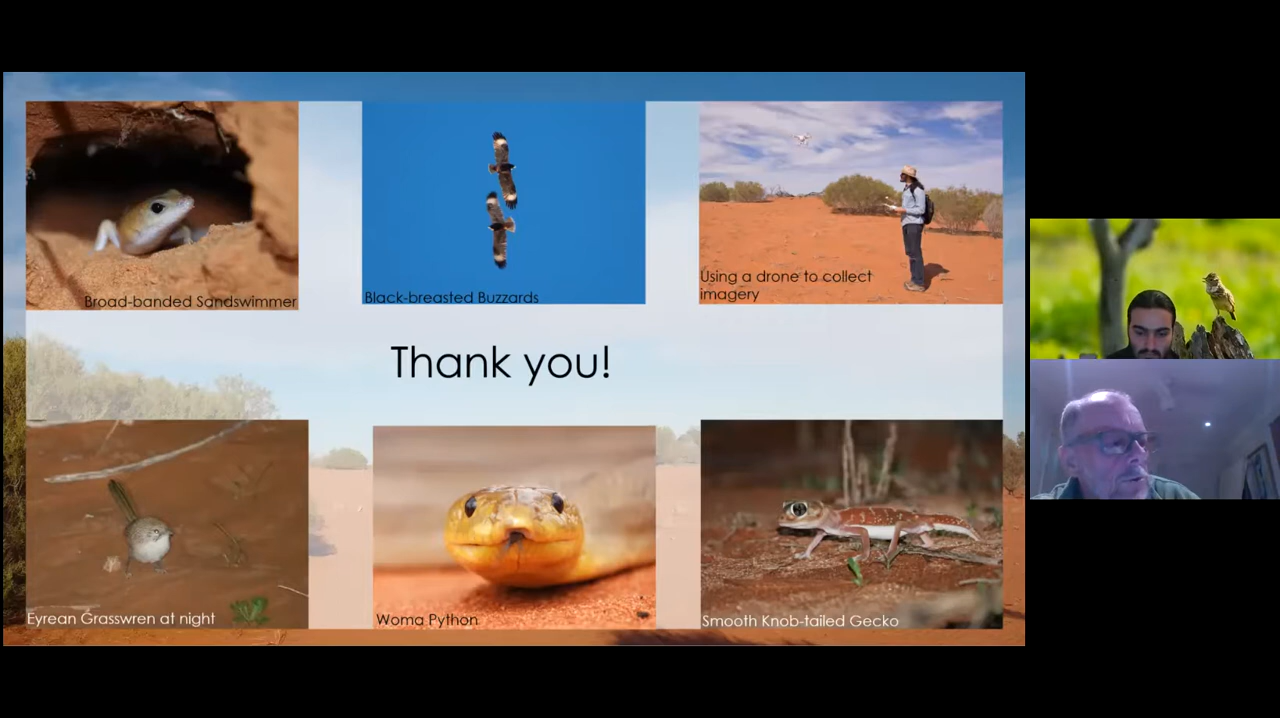 Broad-banded Sandswimmer
Black-breasted Buzzards
Using a drone to collect
imagery
Thank you!
Eyrean Grasswren at night
Woma Python
Smooth Knob-tailed Gecko